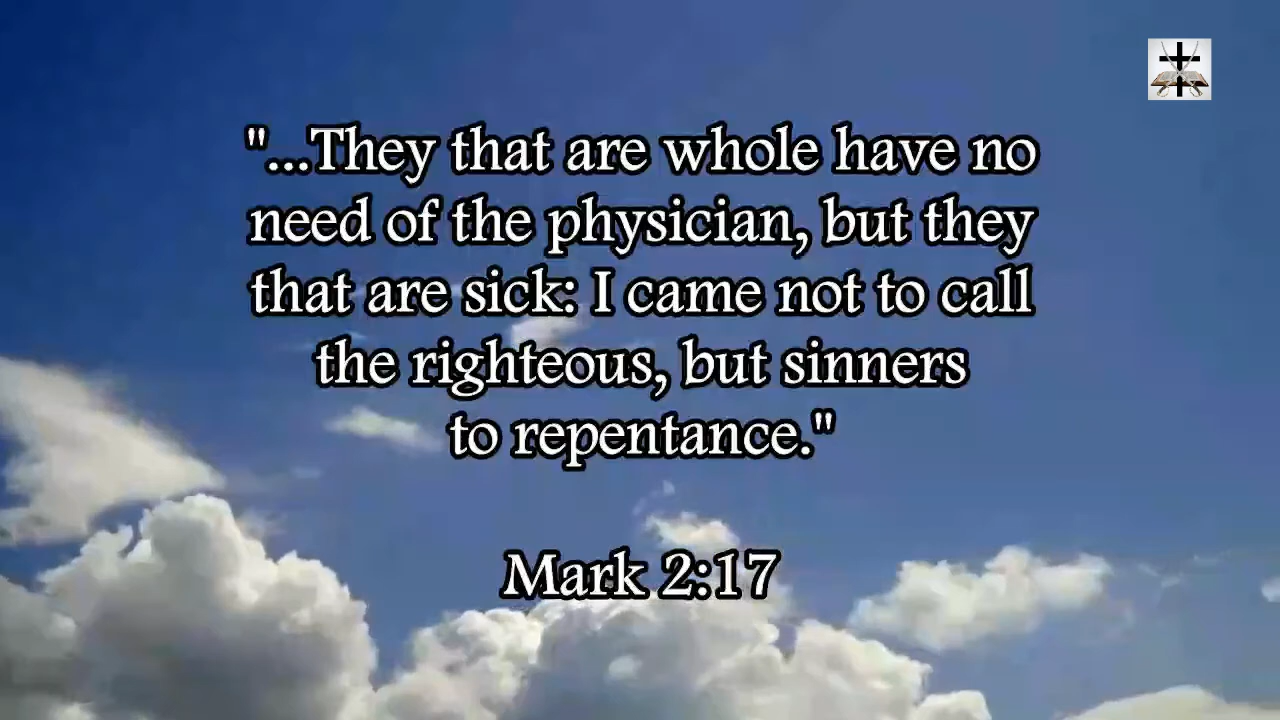 "...They that are whole have no
need of the physician, but they
that are sick: I came not to call
the righteous, but sinners
to repentance."
Mark 2:17